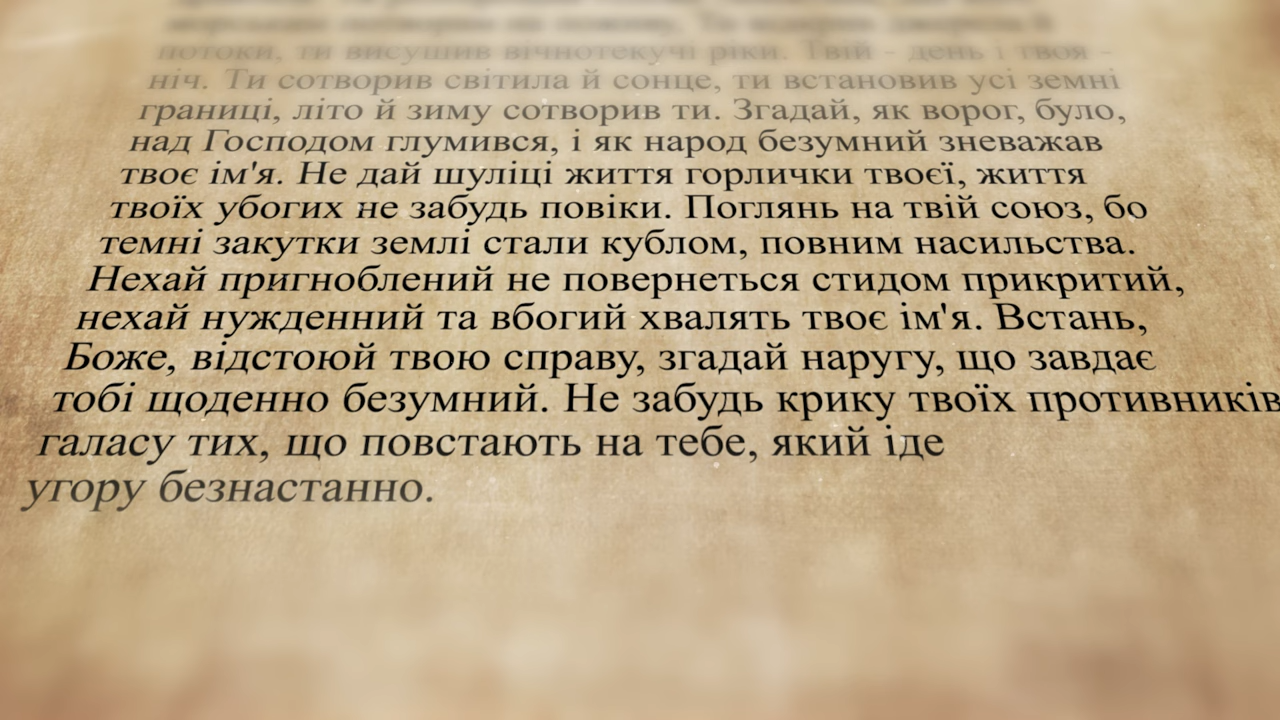 потоки, ти висушив вічнотекучі ріки. Твій - день і твоя -
ніч. Ти сотворив світила й сонце, ти встановив усі земні
границі, літо й зиму сотворив ти. Згадай, як ворог, було,
над Господом глумився, і як народ безумний зневажав
твоє ім'я. Не дай шуліці життя горлички твоєї, життя
твоїх убогих не забудь повіки. Поглянь на твій союз, бо
темні закутки землі стали кублом, повним насильства.
Нехай пригноблений не повернеться стидом прикритий,
нехай нужденний та вбогий хвалять твоє ім'я. Встань,
Боже, відстоюй твою справу, згадай наругу, що завдає
тобі щоденно безумний. Не забудь крику твоїх противників
галасу тих, що повстають на тебе, який іде
угору безнастанно.